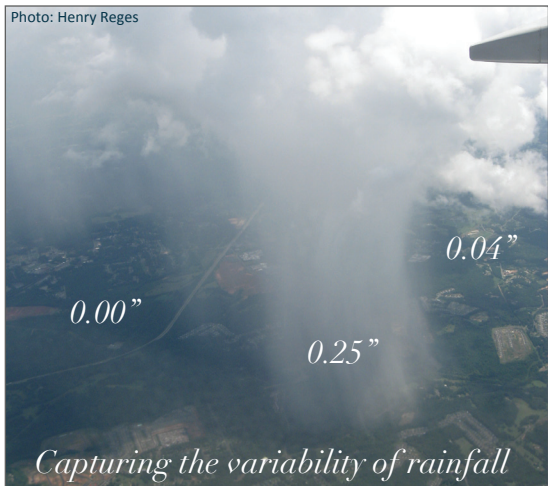 Photo: Henry Reges
0.04”
0.00”
0.25”
Capturing the variability of rainfall